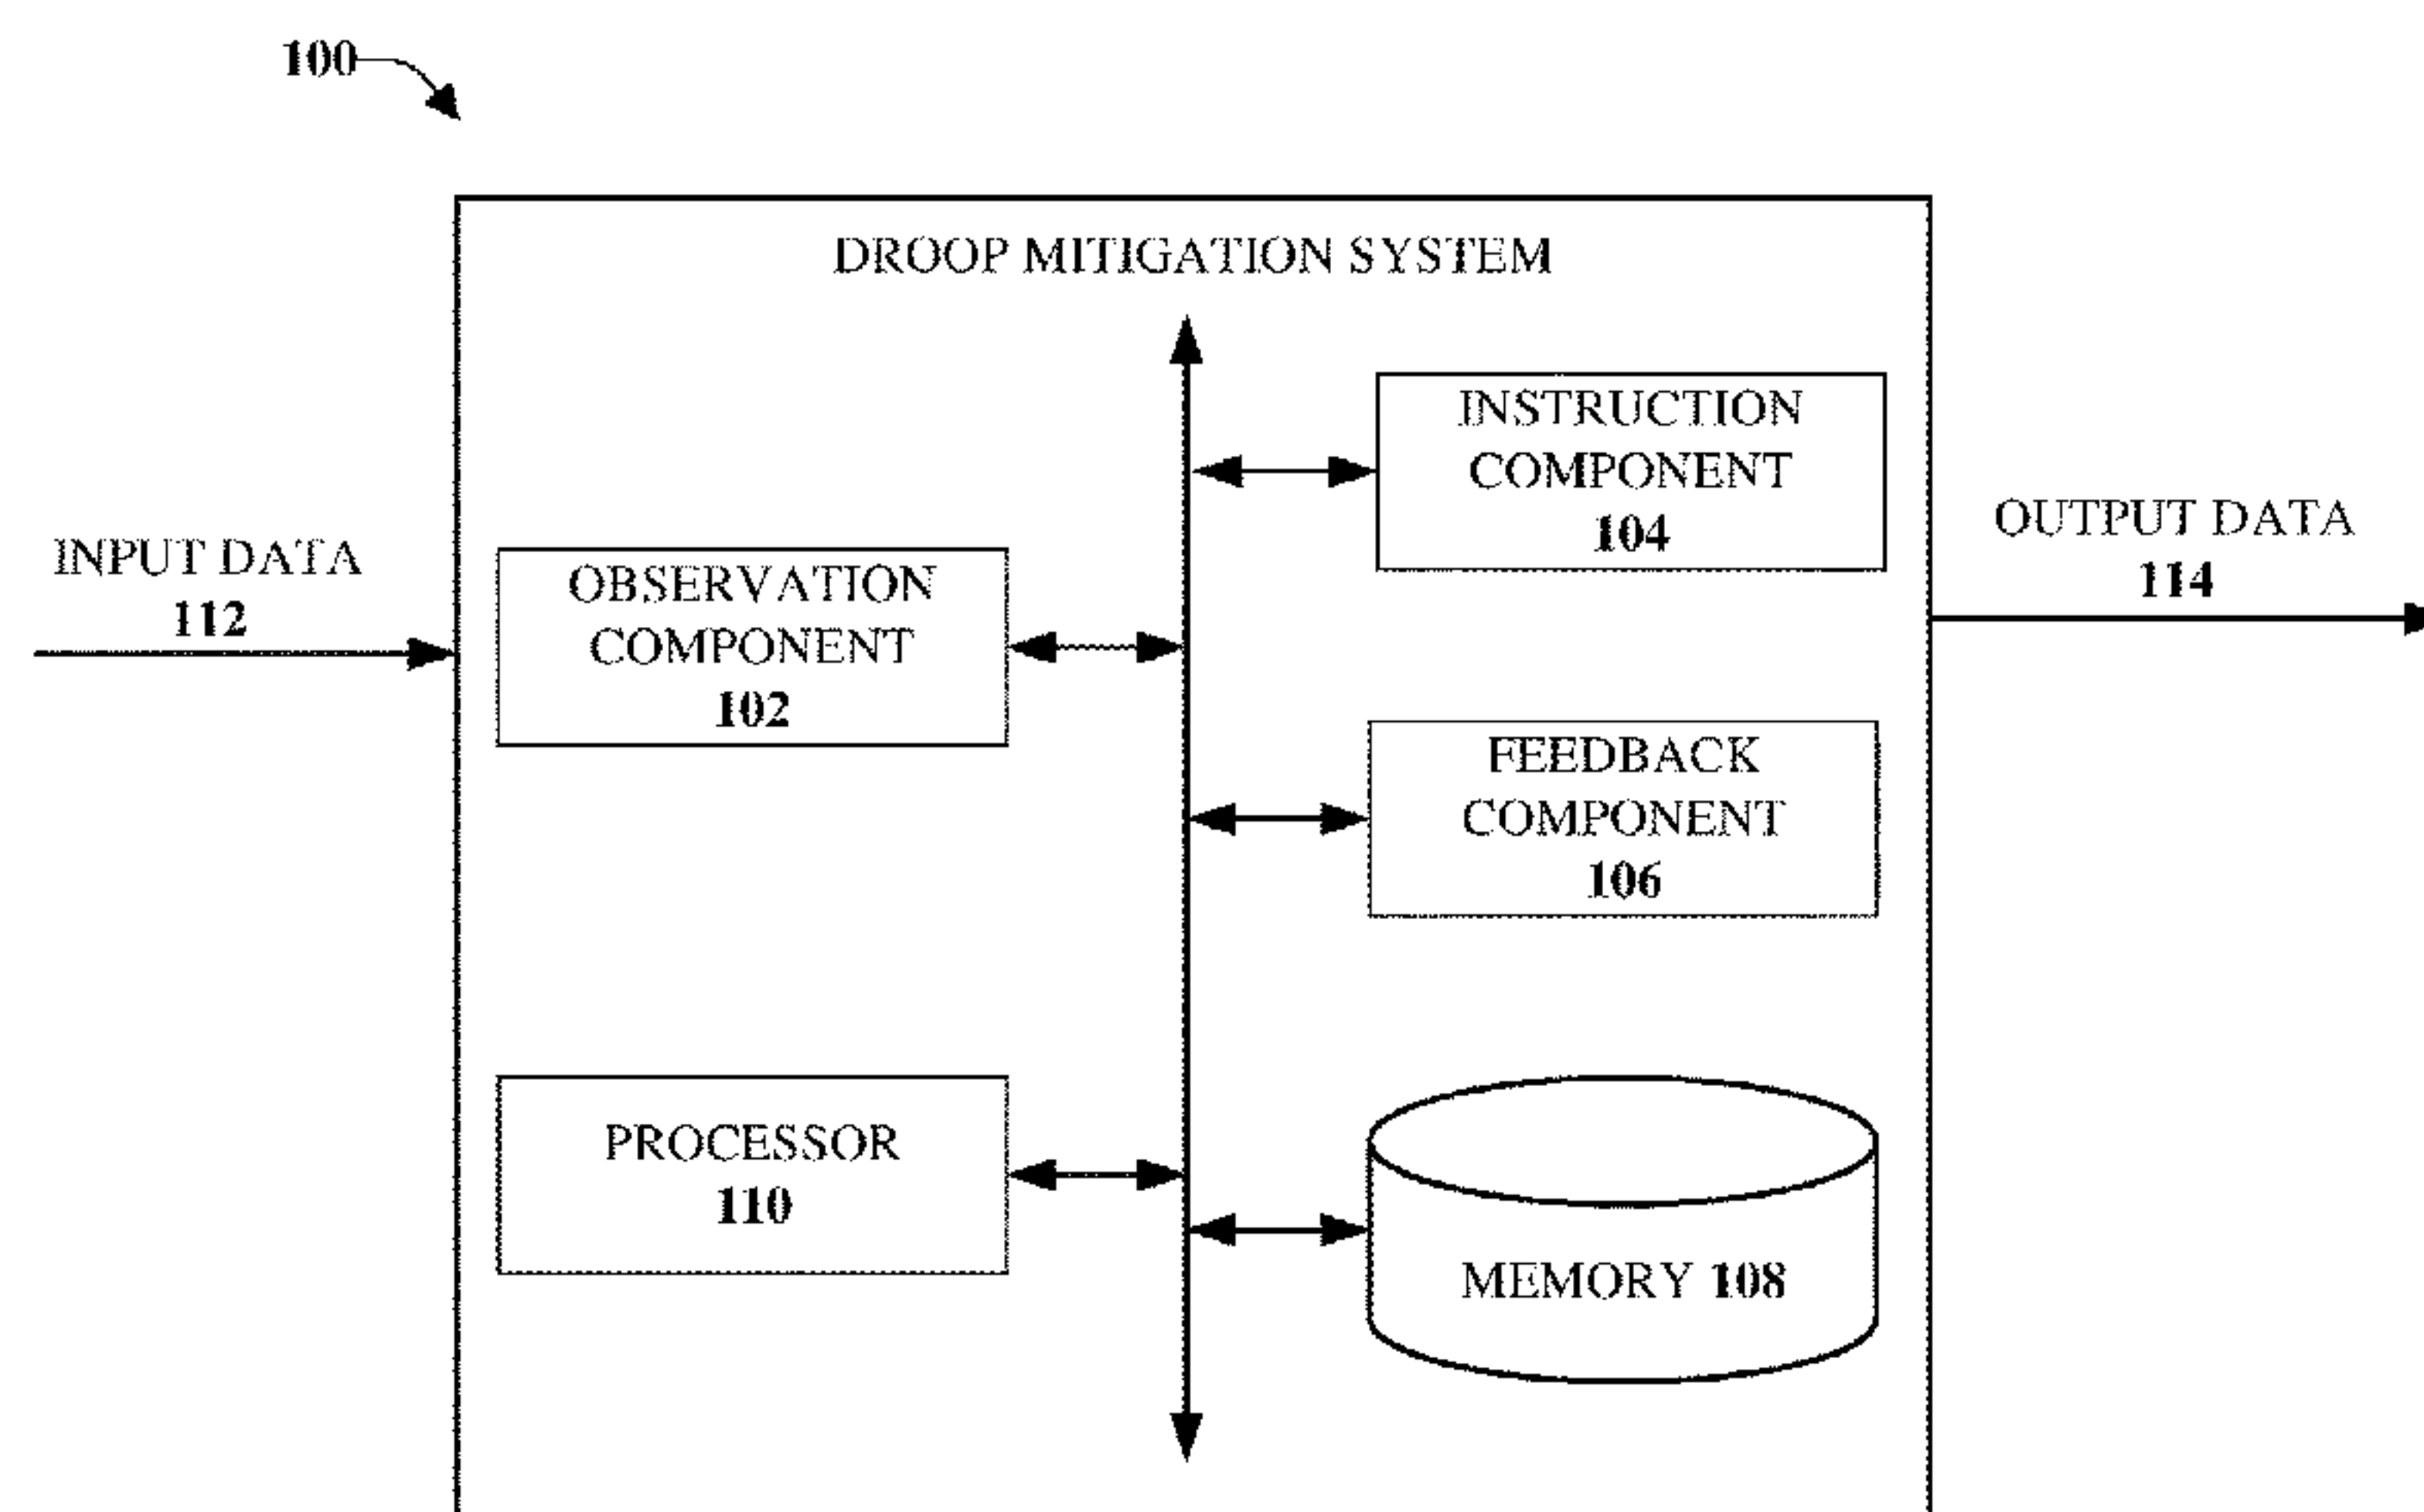 100
DROOP MITIGATION SYSTEM
INSTRUCTION
COMPONENT
104
OUTPUT DATA
114
INPUT DATA
112
OBSERVATION
COMPONENT
102
FEEDBACK
COMPONENT
106
PROCESSOR
110
MEMORY 108